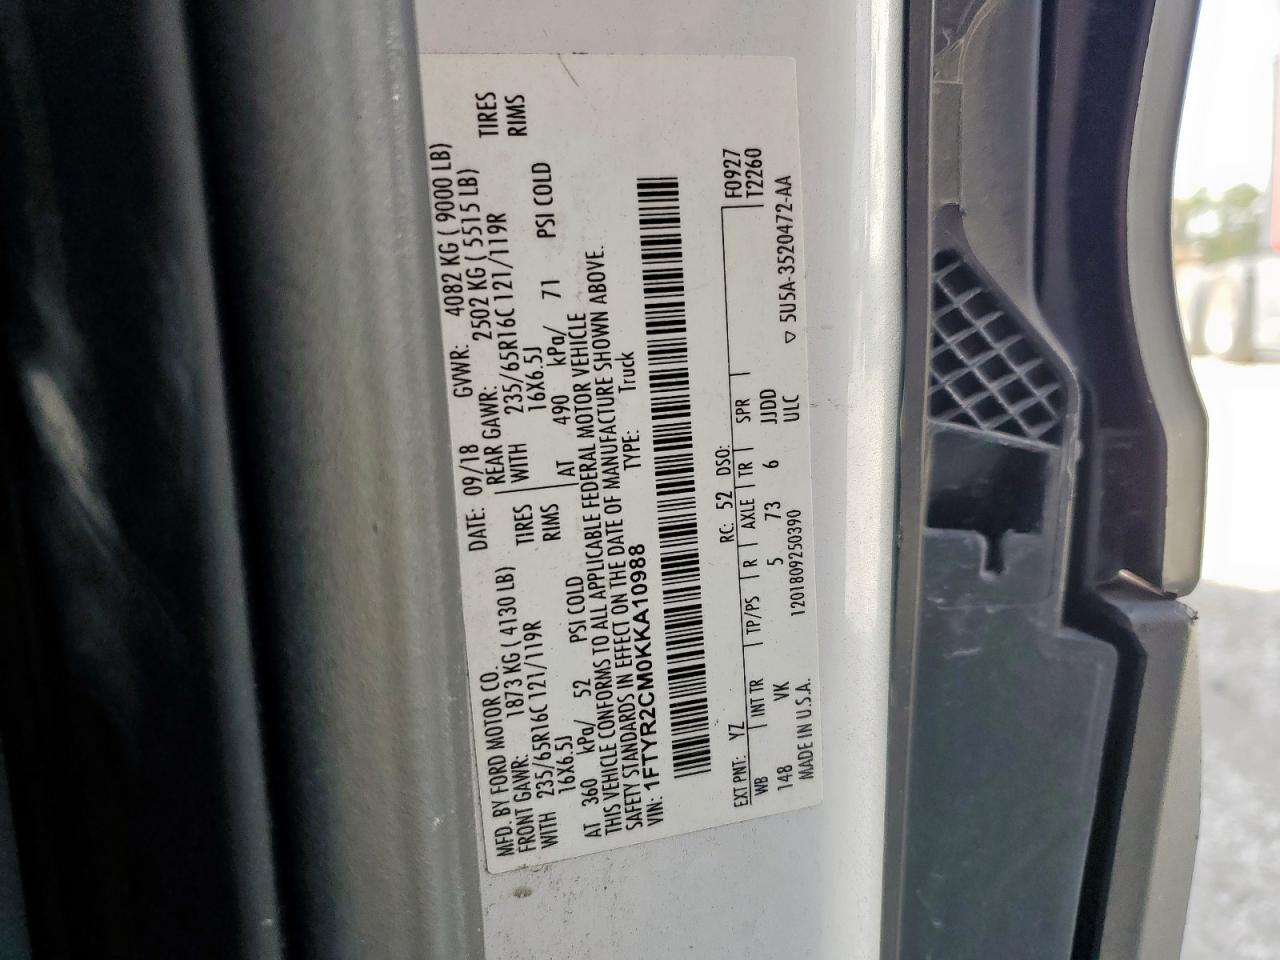 MFD. BY FORD MOTOR CO. DATE: 09/18 GVWR: 4082 KG ( 9000 LB)
FRONT GAWR: 1873 KG ( 4130 LB) REAR GAWR: 2502 KG ( 5515 LB)
WITH 235/65R16C 121/119R TIRES WITH 235/65R16C 121/119R TIRES
16X6.5J RIMS 16X6.5J RIMS
AT 360 kPa/ 52 PSI COLD AT 490 kPa/ 71 PSI COLD
THIS VEHICLE CONFORMS TO ALL APPLICABLE FEDERAL MOTOR VEHICLE
SAFETY STANDARDS IN EFFECT ON THE DATE OF MANUFACTURE SHOWN ABOVE.
VIN: 1FTYR2CM0KKA10988 TYPE: Truck
EXT PNT: YZ RC: 52 DSO: F0927
WB INT TR TP/PS R AXLE TR SPR T2260
148 VK 5 73 6 JJDD
MADE IN U.S.A. 1201809250390 ULC ▽ 5U5A-3520472-AA